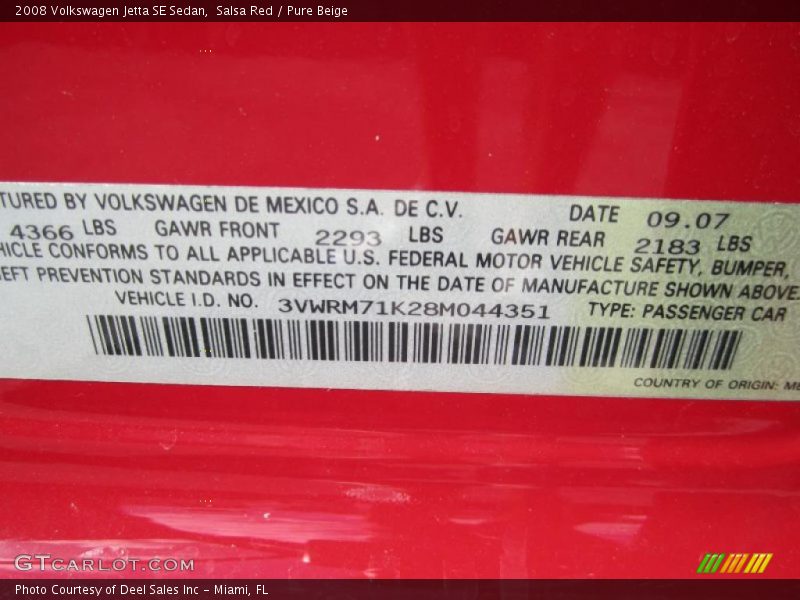 2008 Volkswagen Jetta SE Sedan,  Salsa Red / Pure Beige
TURED BY VOLKSWAGEN DE MEXICO S.A. DE C.V. DATE 09.07
4366 LBS GAWR FRONT 2293 LBS GAWR REAR 2183 LBS
HICLE CONFORMS TO ALL APPLICABLE U.S. FEDERAL MOTOR VEHICLE SAFETY, BUMPER,
EFT PREVENTION STANDARDS IN EFFECT ON THE DATE OF MANUFACTURE SHOWN ABOVE.
VEHICLE I.D. NO. 3VWRM71K28M044351 TYPE: PASSENGER CAR
COUNTRY OF ORIGIN: ME
GTCARLOT.COM
Photo Courtesy of Deel Sales Inc – Miami, FL